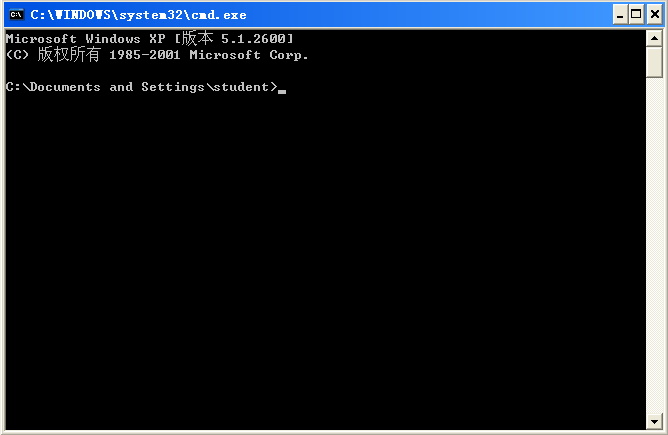 C:\WINDOWS\system32\cmd.exe
Microsoft Windows XP [版本 5.1.2600]
(C) 版权所有 1985-2001 Microsoft Corp.
C:\Documents and Settings\student>_